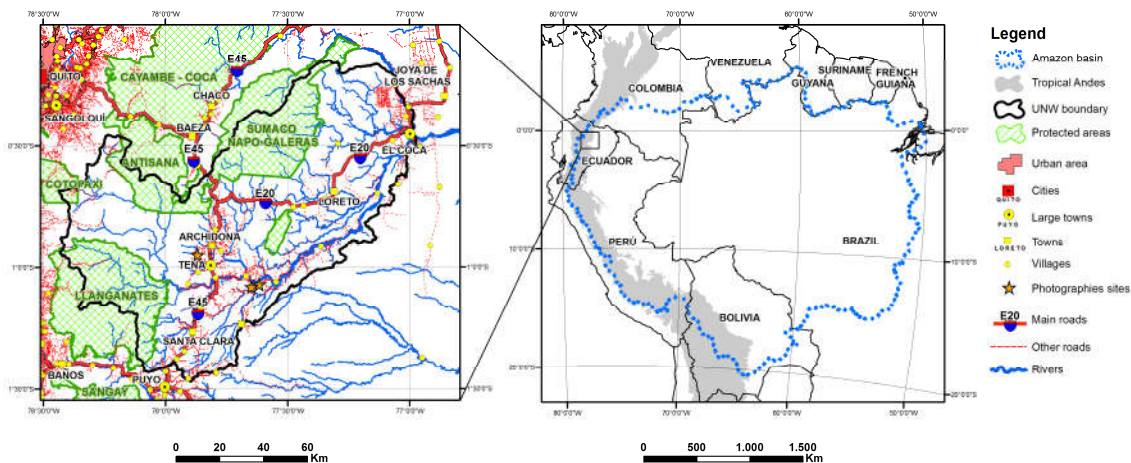 78°30'0"W
78°0'0"W
77°30'0"W
77°0'0"W
QUITO
SANGOLQUÍ
CAYAMBE - COCA
E45
CHACO
BAEZA
JOYA DE
LOS SACHAS
SUMACO
NAPO-GALERAS
EL COCA
0°30'0"S
0°30'0"S
ANTISANA
E45
E20
YCOTOPAXI
E20
LORETO
ARCHIDONA
TENA
1°0'0"S
1°0'0"S
LLANGANATES
E45
SANTA CLARA
BAÑOS
PUYO
SANGAY
1°30'0"S
1°30'0"S
78°30'0"W
78°0'0"W
77°30'0"W
77°0'0"W
0 20 40 60
Km
80°0'0"W
70°0'0"W
60°0'0"W
50°0'0"W
VENEZUELA
COLOMBIA
GUYANA
SURINAME
FRENCH
GUIANA
0°0'0"
0°0'0"
ECUADOR
PERÚ
BRAZIL
10°0'0"S
10°0'0"S
BOLIVIA
20°0'0"S
20°0'0"S
80°0'0"W
70°0'0"W
60°0'0"W
50°0'0"W
0 500 1.000 1.500
Km
Legend
Amazon basin
Tropical Andes
UNW boundary
Protected areas
Urban area
Cities
QUITO
Large towns
PUYO
Towns
LORETO
Villages
Photographies sites
E20
Main roads
Other roads
Rivers